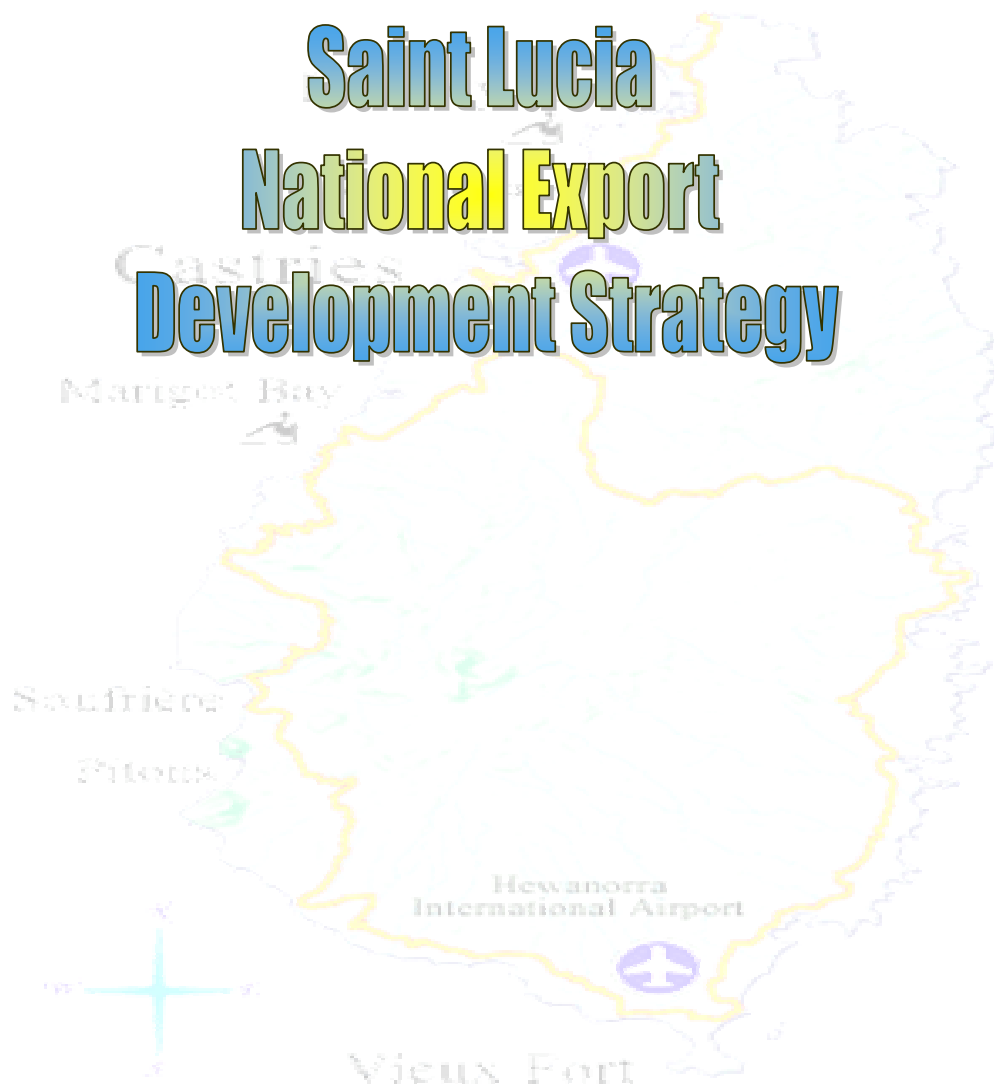 Saint Lucia
National Export
Castries
Development Strategy
Marigot Bay
Soufriere
Pitons
Hewanorra
International Airport
Vieux Fort